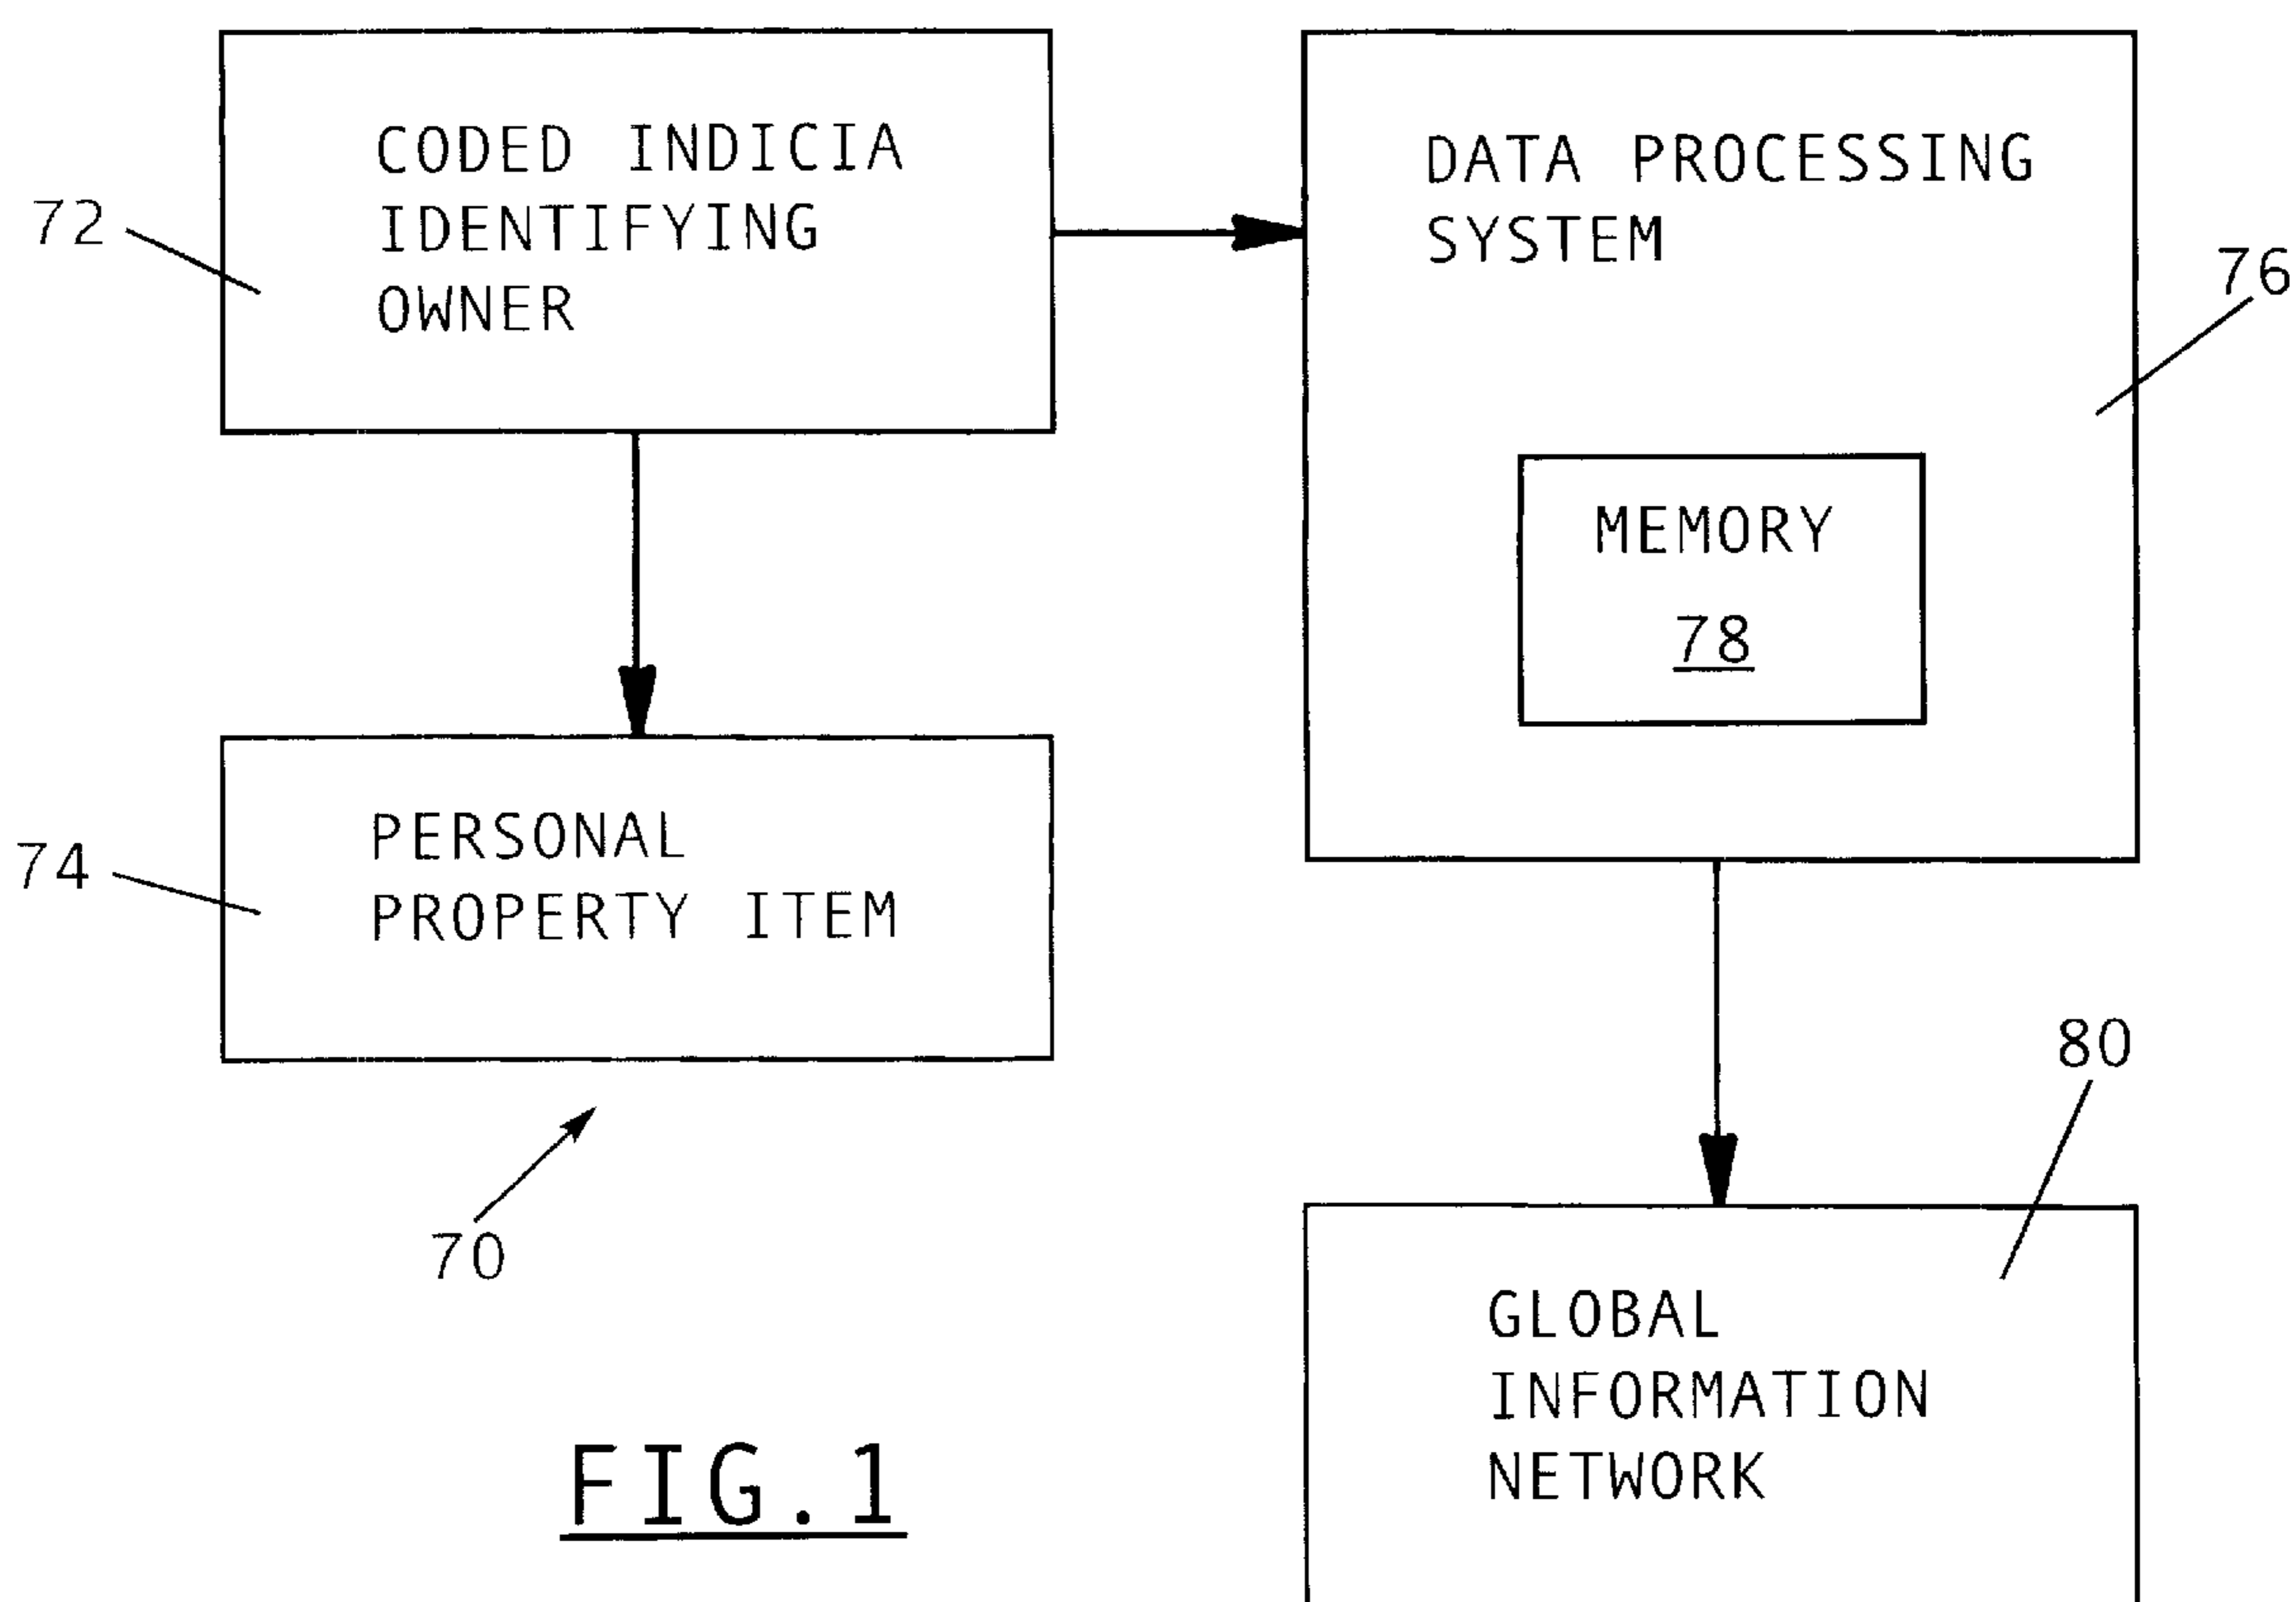 CODED INDICIA
IDENTIFYING
OWNER
72
DATA PROCESSING
SYSTEM
76
MEMORY
78
PERSONAL
PROPERTY ITEM
74
70
80
GLOBAL
INFORMATION
NETWORK
FIG.1